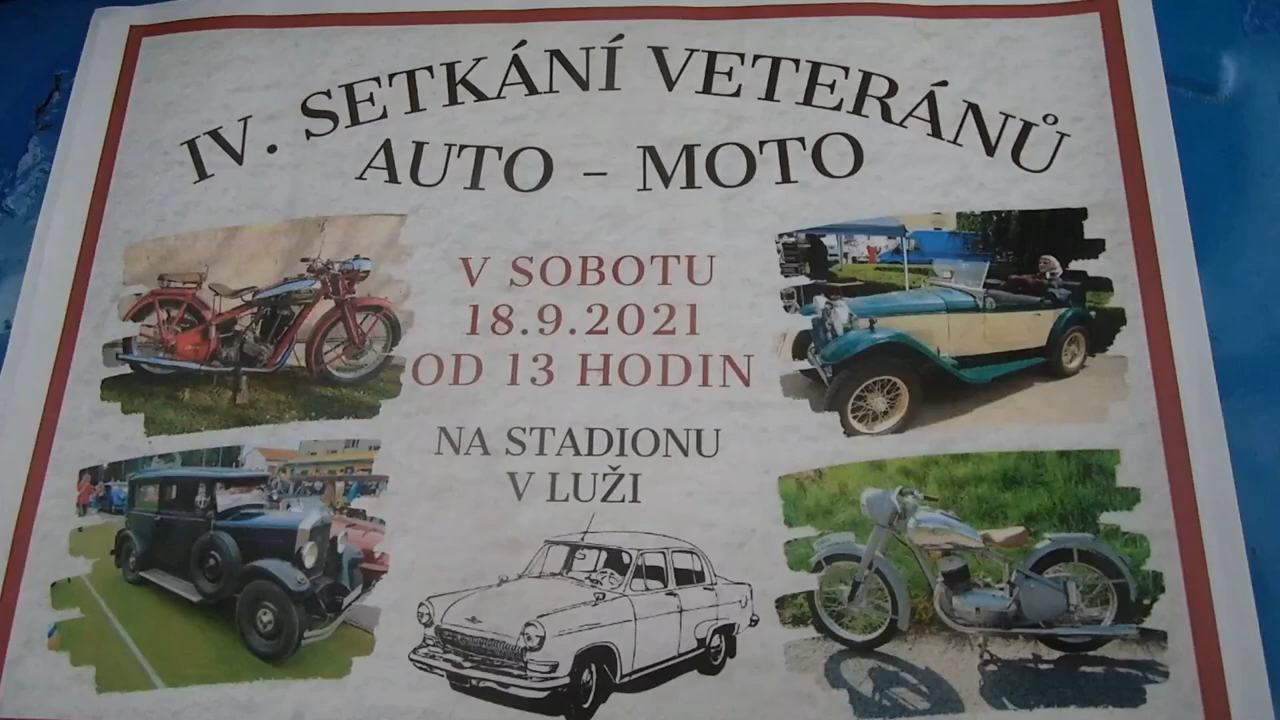 IV. SETKÁNÍ VETERÁNŮ
AUTO - MOTO
V SOBOTU
18.9.2021
OD 13 HODIN
NA STADIONU
V LUŽI